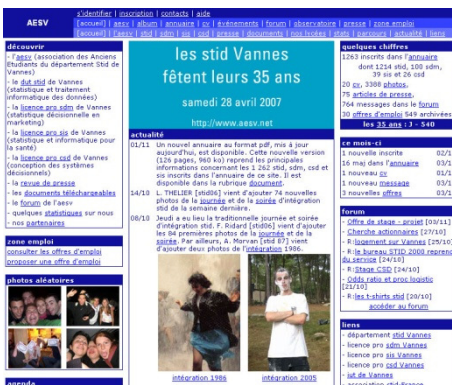 AESV
s'identifier | inscription | contacts | aide
[accueil] | aesv | album | annuaire | cv | événements | forum | observatoire | presse | zone emploi
[accueil] | l'aesv | stid | sdm | sis | csd | presse | documents | nos lycées | stats | parcours | actualité | liens
découvrir
- l'aesv (association des Anciens
Etudiants du département Stid de
Vannes)
- le dut stid de Vannes
(statistique et traitement
informatique des données)
- la licence pro sdm de Vannes
(statistique décisionnelle en
marketing)
- la licence pro sis de Vannes
(statistique et informatique pour
la santé)
- la licence pro csd de Vannes
(conception des systèmes
décisionnels)
- la revue de presse
- les documents téléchargeables
- le forum de l'aesv
- quelques statistiques sur nous
- nos partenaires
zone emploi
consulter les offres d'emploi
proposer une offre d'emploi
photos aléatoires
agenda
les stid Vannes
fêtent leurs 35 ans
samedi 28 avril 2007
http://www.aesv.net
actualité
01/11 Un nouvel annuaire au format pdf, mis à jour
aujourd'hui, est disponible. Cette nouvelle version
(126 pages, 960 ko) reprend les principales
informations concernant les 1 262 stid, sdm, csd et
sis inscrits dans l'annuaire de ce site. Il est
disponible dans la rubrique document.
14/10 L. THELIER [stid06] vient d'ajouter 74 nouvelles
photos de la journée et de la soirée d'intégration
stid de la semaine dernière.
08/10 Jeudi a eu lieu la traditionnelle journée et soirée
d'intégration stid. F. Ridard [stid06] vient d'ajouter
les 84 premières photos de la journée et de la
soirée. Par ailleurs, A. Morvan [stid 87] vient
d'ajouter deux photos de l'intégration 1986.
intégration 1986 intégration 2005
quelques chiffres
1263 inscrits dans l'annuaire
dont 1214 stid, 100 sdm,
39 sis et 26 csd
20 cv, 3388 photos,
75 articles de presse,
764 messages dans le forum
30 offres d'emploi 549 archivées
les 35 ans : J - 540
ce mois-ci
1 nouvelle inscrite 02/1
16 maj dans l'annuaire 03/1
1 nouveau cv 01/1
1 nouveau message 03/1
3 nouvelles offres 03/1
forum
- Offre de stage - projet [03/11]
- Cherche actionnaires [27/10]
- R:logement sur Vannes [25/10
- R:le bureau STID 2000 reprend
du service [24/10]
- R:Stage CSD [24/10]
- Odds ratio et proc logistic
[21/10]
- R:les t-shirts stid [20/10]
accéder au forum
liens
- département stid Vannes
- licence pro sdm Vannes
- licence pro sis Vannes
- licence pro csd Vannes
- iut de Vannes
- association stid-France